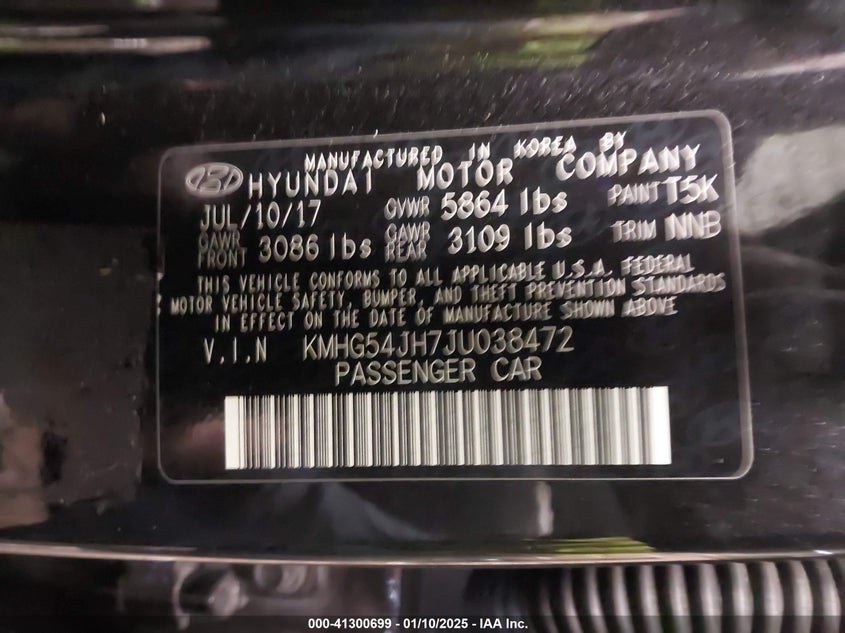 MANUFACTURED IN KOREA BY
HYUNDAI MOTOR COMPANY
JUL/10/17 GVWR 5864 lbs PAINT T5K
GAWR FRONT 3086 lbs GAWR REAR 3109 lbs TRIM NNB
THIS VEHICLE CONFORMS TO ALL APPLICABLE U.S.A. FEDERAL
MOTOR VEHICLE SAFETY, BUMPER, AND THEFT PREVENTION STANDARDS
IN EFFECT ON THE DATE OF MANUFACTURE SHOWN ABOVE
V.I.N KMHG54JH7JU038472
PASSENGER CAR
000-41300699 — 01/10/2025 — IAA Inc.